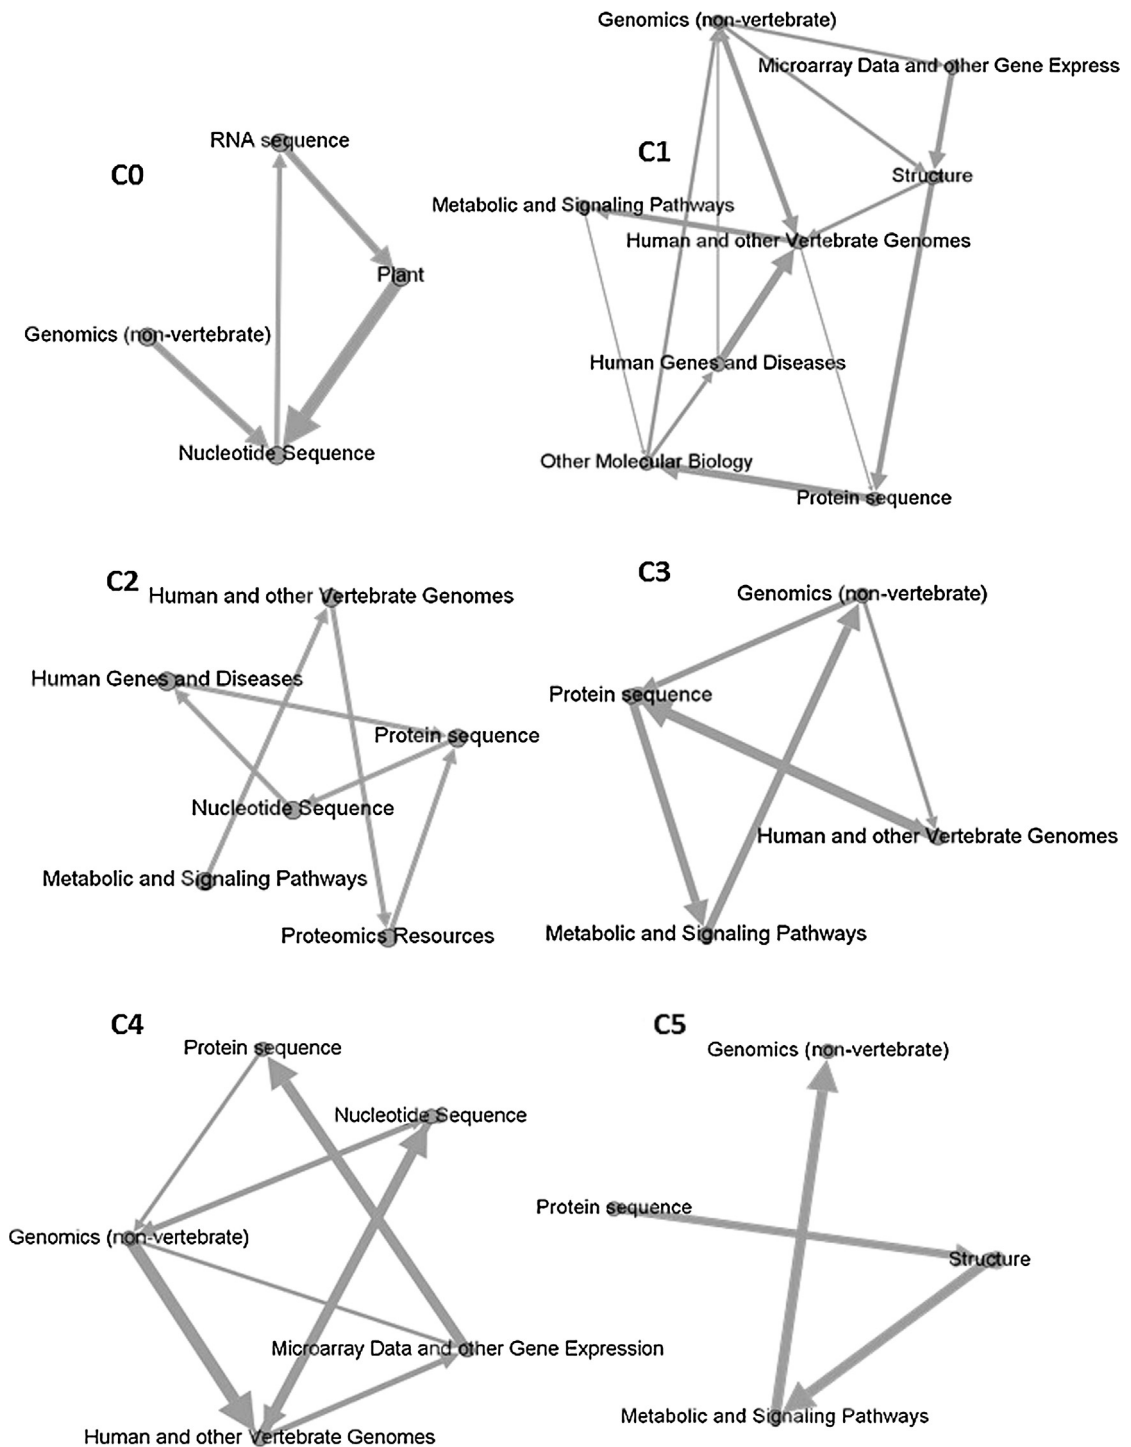 C0
RNA sequence
Plant
Genomics (non-vertebrate)
Nucleotide Sequence
C1
Genomics (non-vertebrate)
Microarray Data and other Gene Express
Structure
Metabolic and Signaling Pathways
Human and other Vertebrate Genomes
Human Genes and Diseases
Other Molecular Biology
Protein sequence
C2
Human and other Vertebrate Genomes
Human Genes and Diseases
Protein sequence
Nucleotide Sequence
Metabolic and Signaling Pathways
Proteomics Resources
C3
Genomics (non-vertebrate)
Protein sequence
Human and other Vertebrate Genomes
Metabolic and Signaling Pathways
C4
Protein sequence
Nucleotide Sequence
Genomics (non-vertebrate)
Microarray Data and other Gene Expression
Human and other Vertebrate Genomes
C5
Genomics (non-vertebrate)
Protein sequence
Structure
Metabolic and Signaling Pathways